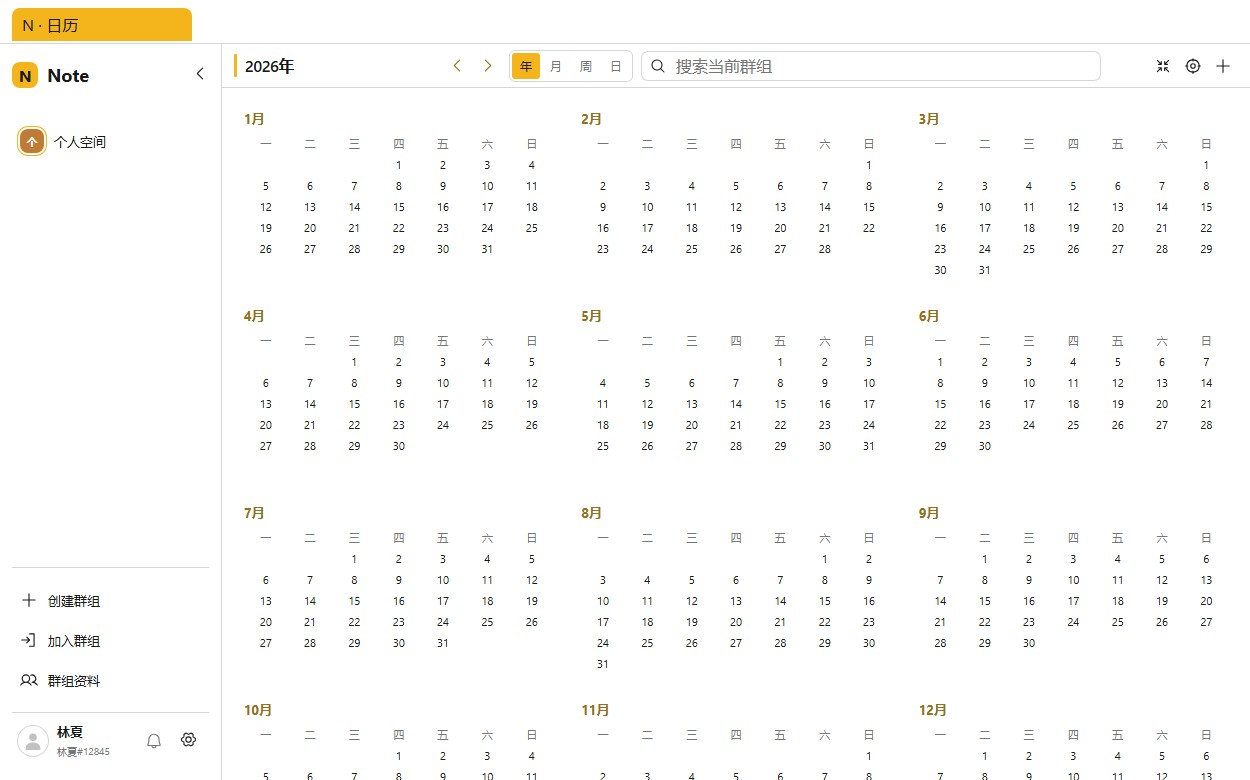 N · 日历
N Note
个人空间
创建群组
加入群组
群组资料
林夏
林夏#12845
2026年 年 月 周 日 搜索当前群组
1月 2月 3月
一 二 三 四 五 六 日 一 二 三 四 五 六 日 一 二 三 四 五 六 日
1 2 3 4 1 1
5 6 7 8 9 10 11 2 3 4 5 6 7 8 2 3 4 5 6 7 8
12 13 14 15 16 17 18 9 10 11 12 13 14 15 9 10 11 12 13 14 15
19 20 21 22 23 24 25 16 17 18 19 20 21 22 16 17 18 19 20 21 22
26 27 28 29 30 31 23 24 25 26 27 28 23 24 25 26 27 28 29
30 31
4月 5月 6月
一 二 三 四 五 六 日 一 二 三 四 五 六 日 一 二 三 四 五 六 日
1 2 3 4 5 1 2 3 1 2 3 4 5 6 7
6 7 8 9 10 11 12 4 5 6 7 8 9 10 8 9 10 11 12 13 14
13 14 15 16 17 18 19 11 12 13 14 15 16 17 15 16 17 18 19 20 21
20 21 22 23 24 25 26 18 19 20 21 22 23 24 22 23 24 25 26 27 28
27 28 29 30 25 26 27 28 29 30 31 29 30
7月 8月 9月
一 二 三 四 五 六 日 一 二 三 四 五 六 日 一 二 三 四 五 六 日
1 2 3 4 5 1 2 1 2 3 4 5 6
6 7 8 9 10 11 12 3 4 5 6 7 8 9 7 8 9 10 11 12 13
13 14 15 16 17 18 19 10 11 12 13 14 15 16 14 15 16 17 18 19 20
20 21 22 23 24 25 26 17 18 19 20 21 22 23 21 22 23 24 25 26 27
27 28 29 30 31 24 25 26 27 28 29 30 28 29 30
31
10月 11月 12月
一 二 三 四 五 六 日 一 二 三 四 五 六 日 一 二 三 四 五 六 日
1 2 3 4 1 1 2 3 4 5 6
5 6 7 8 9 10 11 2 3 4 5 6 7 8 7 8 9 10 11 12 13